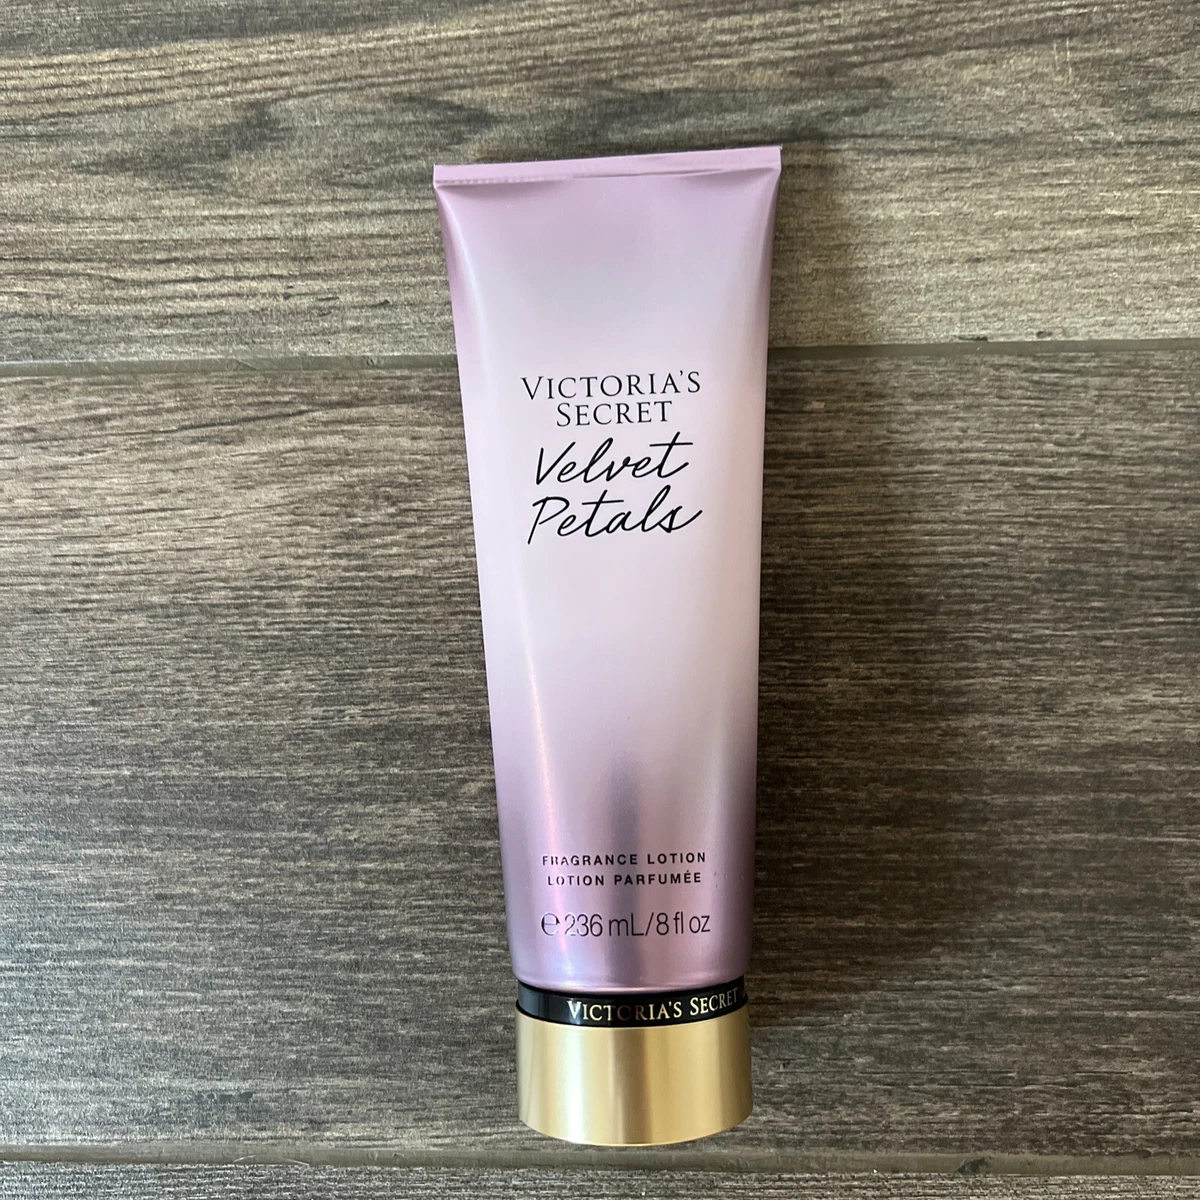 VICTORIA'S
SECRET
Velvet
Petals
FRAGRANCE LOTION
LOTION PARFUMÉE
℮ 236 mL/8 fl oz
VICTORIA'S SECRET